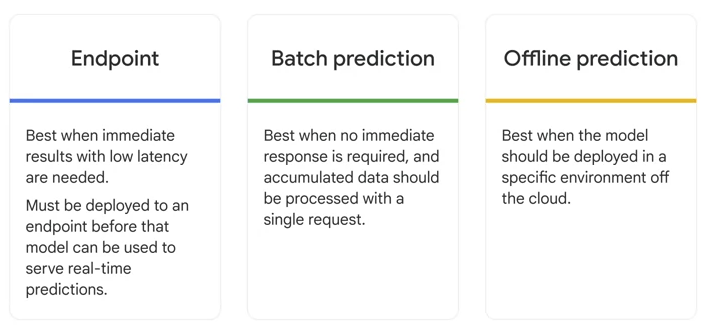 Endpoint
Best when immediate
results with low latency
are needed.
Must be deployed to an
endpoint before that
model can be used to
serve real-time
predictions.
Batch prediction
Best when no immediate
response is required, and
accumulated data should
be processed with a
single request.
Offline prediction
Best when the model
should be deployed in a
specific environment off
the cloud.